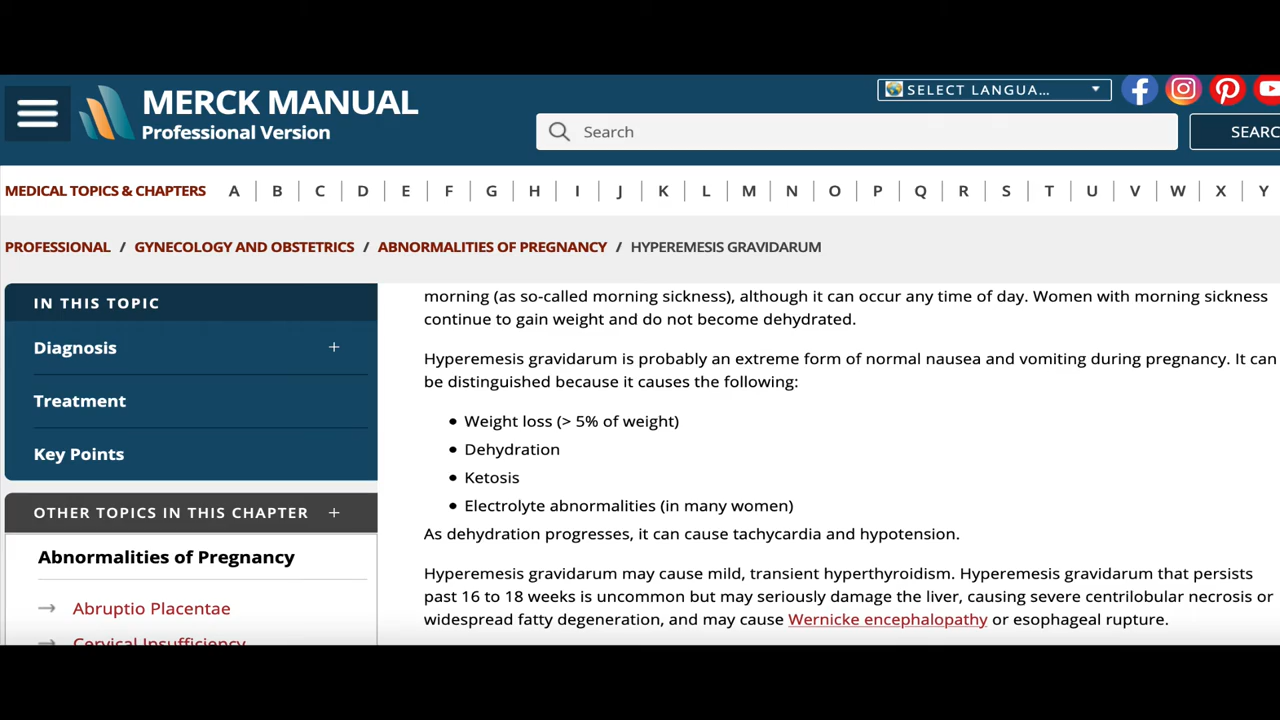 MERCK MANUAL
Professional Version
SELECT LANGUA...
Search
SEARC
MEDICAL TOPICS & CHAPTERS A B C D E F G H I J K L M N O P Q R S T U V W X Y
PROFESSIONAL / GYNECOLOGY AND OBSTETRICS / ABNORMALITIES OF PREGNANCY / HYPEREMESIS GRAVIDARUM
IN THIS TOPIC
Diagnosis +
Treatment
Key Points
OTHER TOPICS IN THIS CHAPTER +
Abnormalities of Pregnancy
→ Abruptio Placentae
Cervical Insufficiency
morning (as so-called morning sickness), although it can occur any time of day. Women with morning sickness
continue to gain weight and do not become dehydrated.
Hyperemesis gravidarum is probably an extreme form of normal nausea and vomiting during pregnancy. It can
be distinguished because it causes the following:
• Weight loss (> 5% of weight)
• Dehydration
• Ketosis
• Electrolyte abnormalities (in many women)
As dehydration progresses, it can cause tachycardia and hypotension.
Hyperemesis gravidarum may cause mild, transient hyperthyroidism. Hyperemesis gravidarum that persists
past 16 to 18 weeks is uncommon but may seriously damage the liver, causing severe centrilobular necrosis or
widespread fatty degeneration, and may cause Wernicke encephalopathy or esophageal rupture.